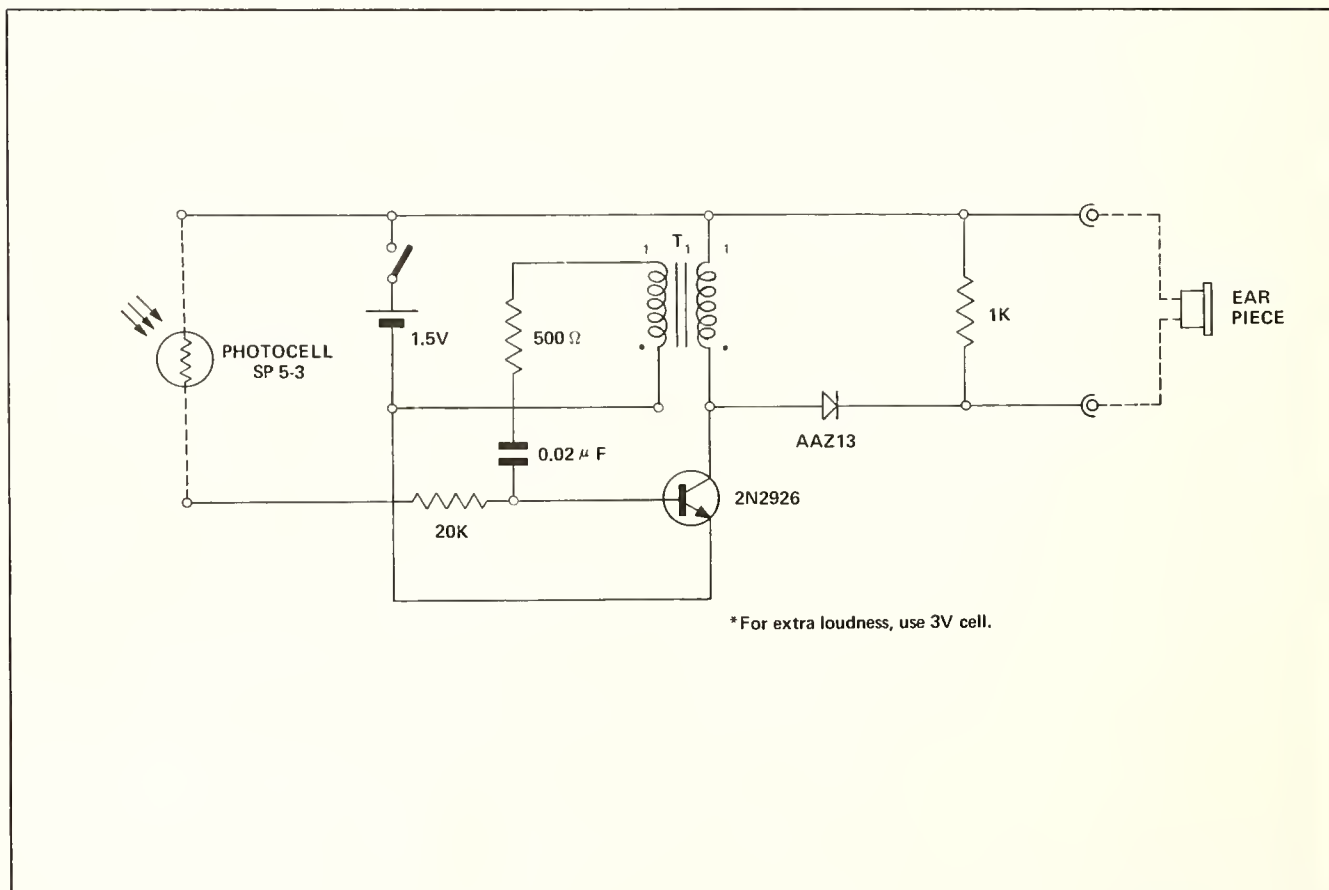 1 T1 1
PHOTOCELL
SP 5-3
1.5V
500 Ω
1K
EAR
PIECE
AAZ13
0.02 μ F
20K
2N2926
*For extra loudness, use 3V cell.